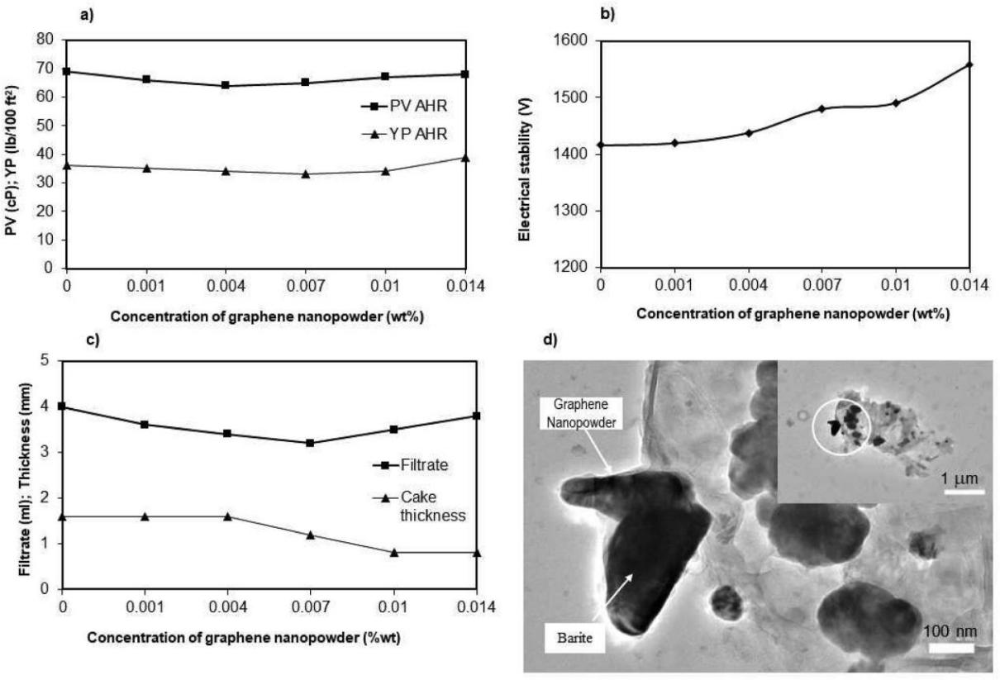 a)
PV (cP); YP (lb/100 ft²)
80
70
60
50
40
30
20
10
0
PV AHR
YP AHR
0 0.001 0.004 0.007 0.01 0.014
Concentration of graphene nanopowder (wt%)
b)
Electrical stability (V)
1600
1500
1400
1300
1200
0 0.001 0.004 0.007 0.01 0.014
Concentration of graphene nanopowder (wt%)
c)
Filtrate (ml); Thickness (mm)
5
4
3
2
1
0
Filtrate
Cake
thickness
0 0.001 0.004 0.007 0.01 0.014
Concentration of graphene nanopowder (%wt)
d)
Graphene
Nanopowder
1 μm
Barite
100 nm